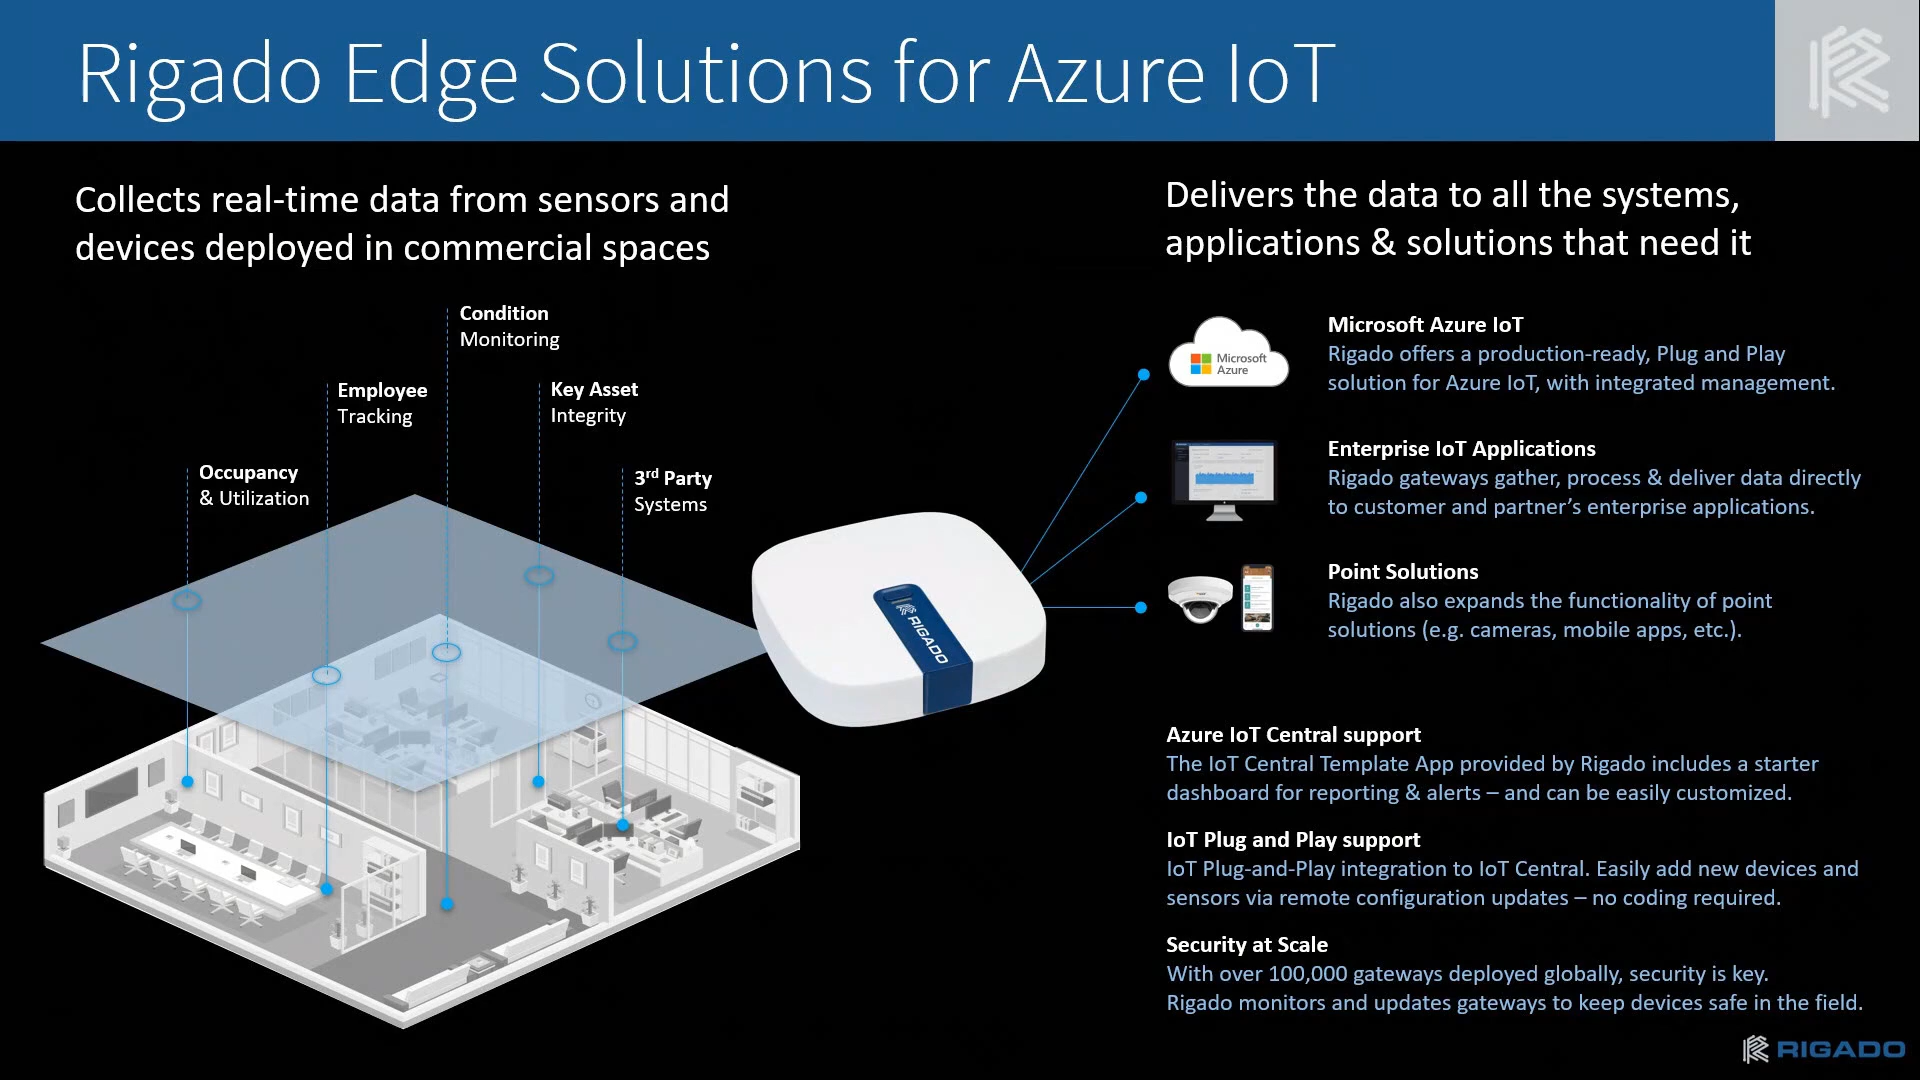 Rigado Edge Solutions for Azure IoT
Collects real-time data from sensors and
devices deployed in commercial spaces
Condition
Monitoring
Employee
Tracking
Key Asset
Integrity
Occupancy
& Utilization
3rd Party
Systems
RIGADO
Delivers the data to all the systems,
applications & solutions that need it
Microsoft
Azure
Microsoft Azure IoT
Rigado offers a production-ready, Plug and Play
solution for Azure IoT, with integrated management.
Enterprise IoT Applications
Rigado gateways gather, process & deliver data directly
to customer and partner’s enterprise applications.
Point Solutions
Rigado also expands the functionality of point
solutions (e.g. cameras, mobile apps, etc.).
Azure IoT Central support
The IoT Central Template App provided by Rigado includes a starter
dashboard for reporting & alerts – and can be easily customized.
IoT Plug and Play support
IoT Plug-and-Play integration to IoT Central. Easily add new devices and
sensors via remote configuration updates – no coding required.
Security at Scale
With over 100,000 gateways deployed globally, security is key.
Rigado monitors and updates gateways to keep devices safe in the field.
RIGADO